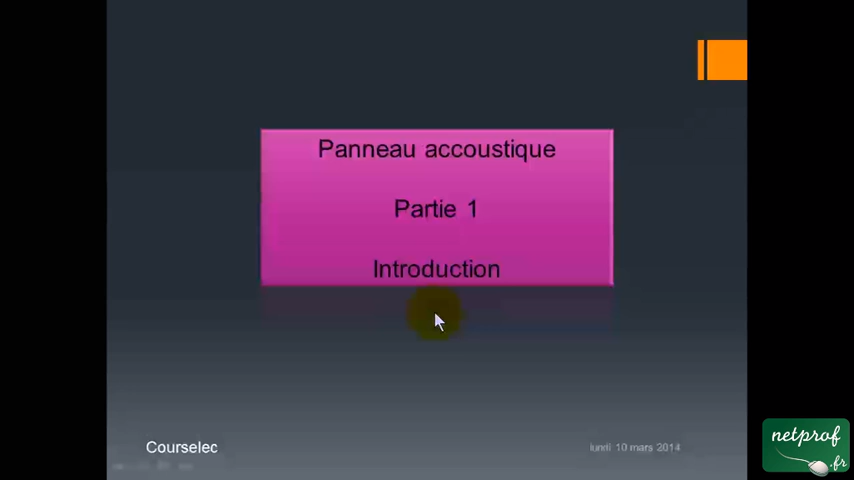 Panneau accoustique
Partie 1
Introduction
Courselec
lundi 10 mars 2014
netprof
.fr